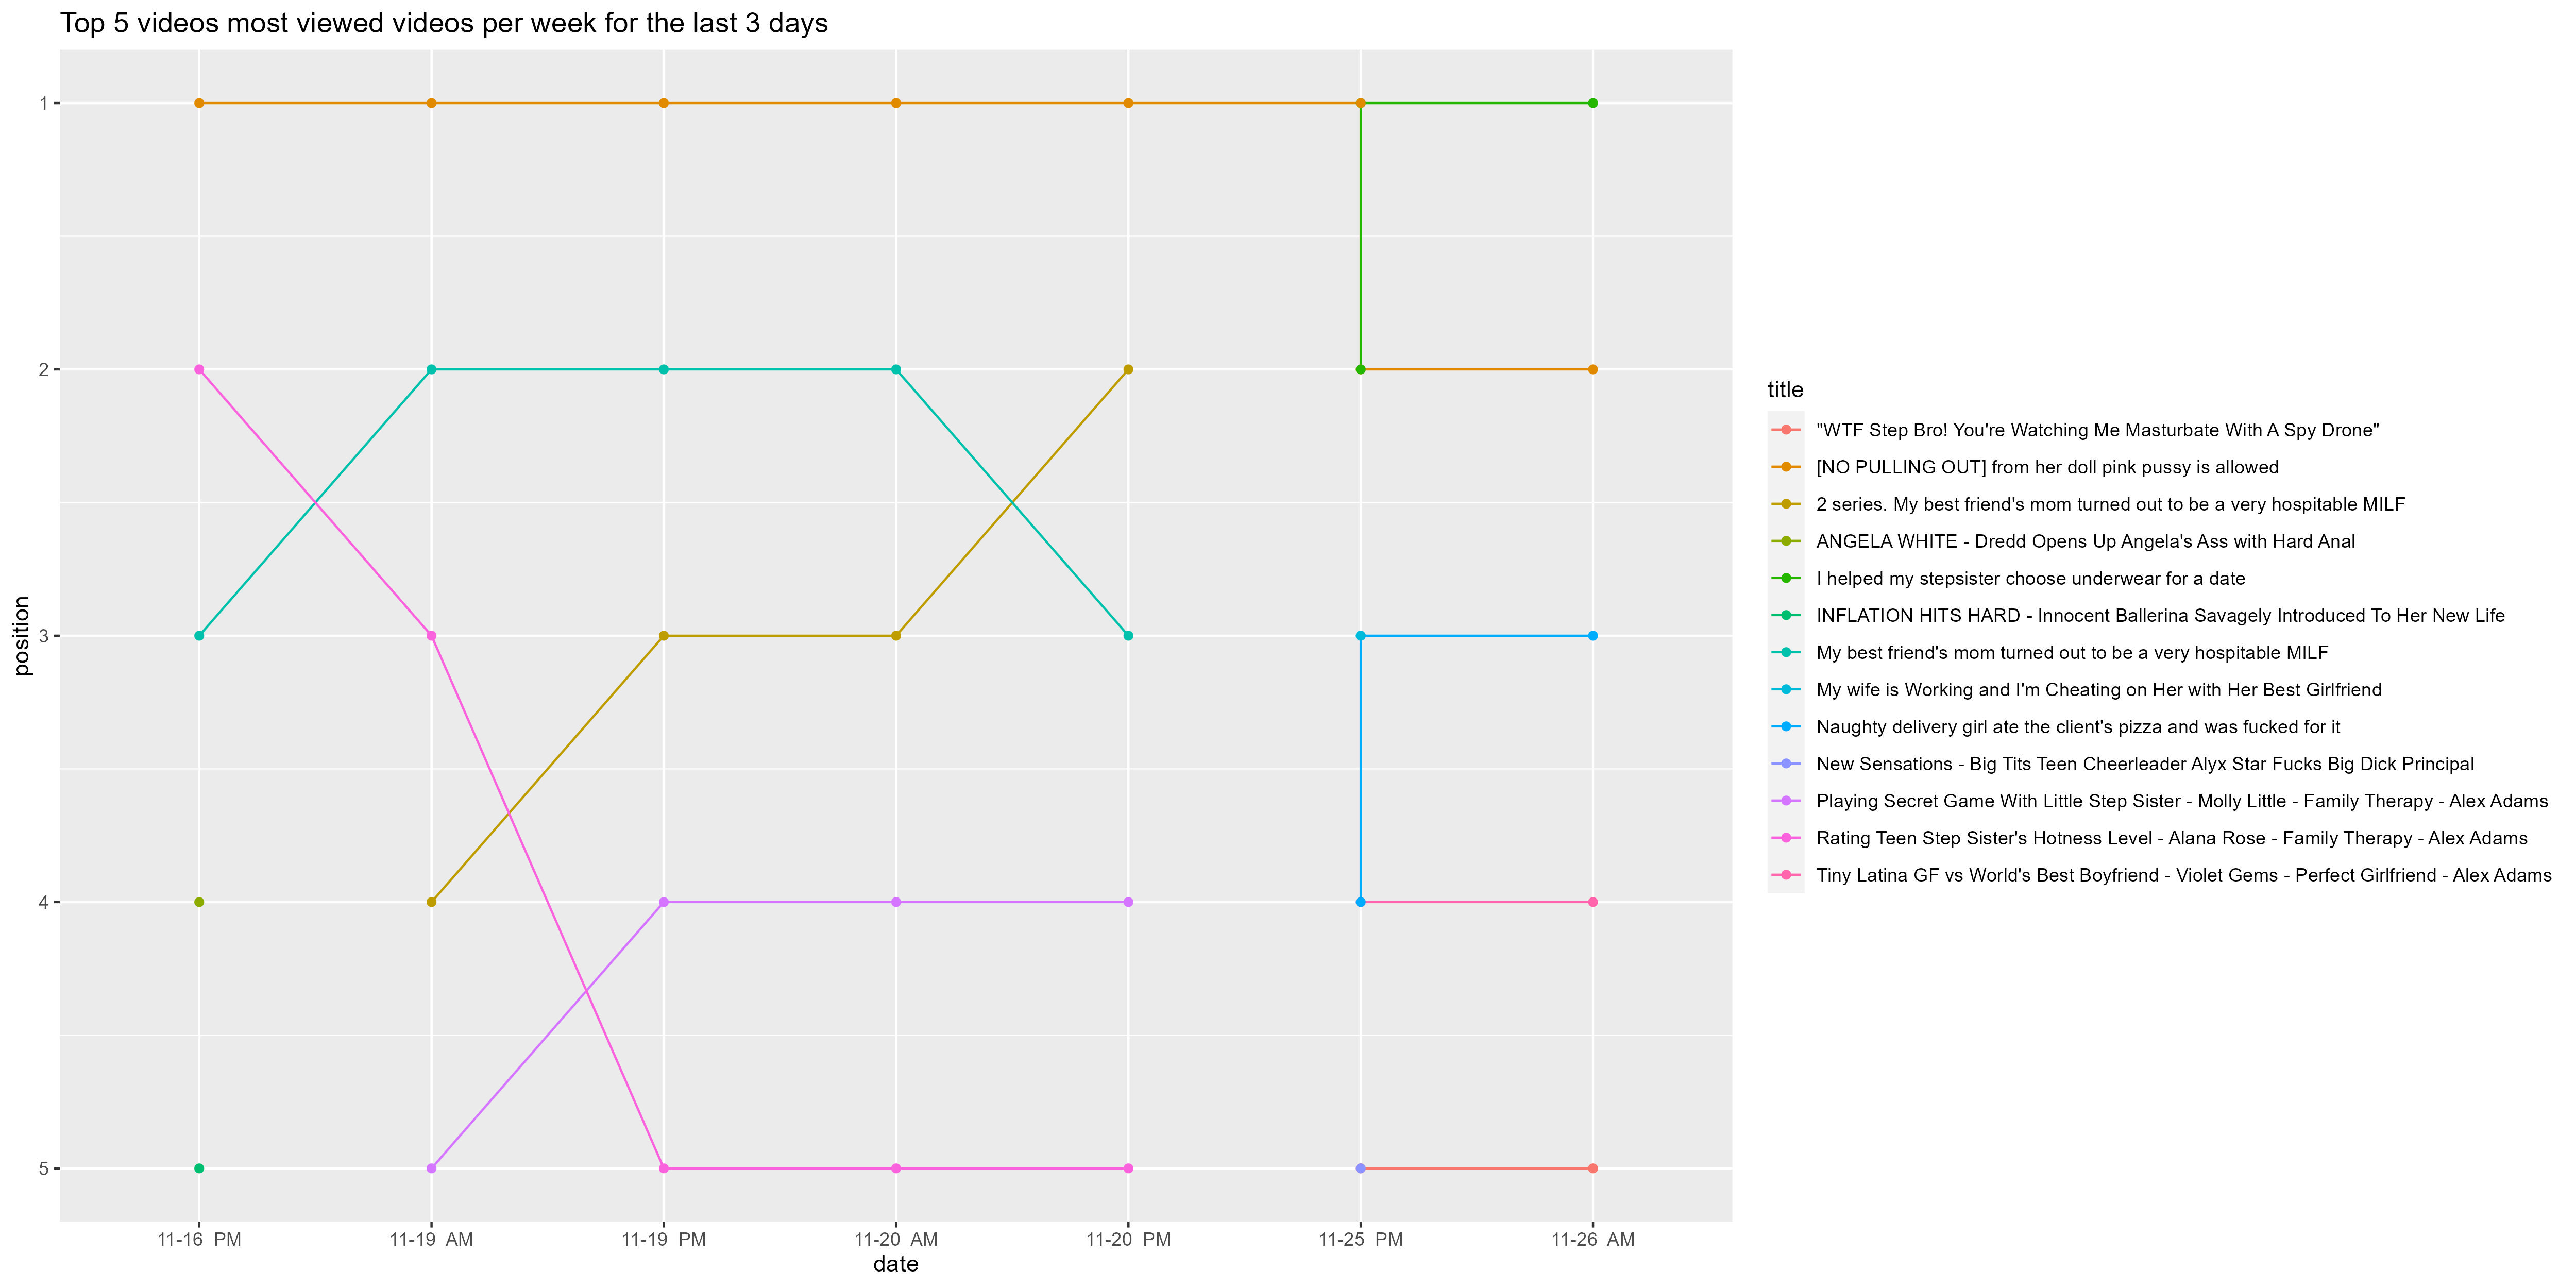 Top 5 videos most viewed videos per week for the last 3 days
position
1
2
3
4
5
11-16 PM
11-19 AM
11-19 PM
11-20 AM
11-20 PM
11-25 PM
11-26 AM
date
title
"WTF Step Bro! You're Watching Me Masturbate With A Spy Drone"
[NO PULLING OUT] from her doll pink pussy is allowed
2 series. My best friend's mom turned out to be a very hospitable MILF
ANGELA WHITE - Dredd Opens Up Angela's Ass with Hard Anal
I helped my stepsister choose underwear for a date
INFLATION HITS HARD - Innocent Ballerina Savagely Introduced To Her New Life
My best friend's mom turned out to be a very hospitable MILF
My wife is Working and I'm Cheating on Her with Her Best Girlfriend
Naughty delivery girl ate the client's pizza and was fucked for it
New Sensations - Big Tits Teen Cheerleader Alyx Star Fucks Big Dick Principal
Playing Secret Game With Little Step Sister - Molly Little - Family Therapy - Alex Adams
Rating Teen Step Sister's Hotness Level - Alana Rose - Family Therapy - Alex Adams
Tiny Latina GF vs World's Best Boyfriend - Violet Gems - Perfect Girlfriend - Alex Adams